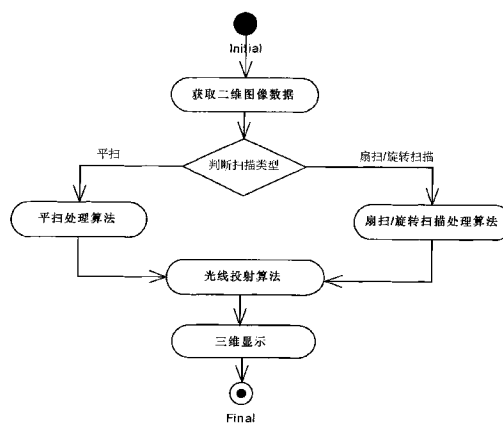 Initial
获取二维图像数据
判断扫描类型
平扫
扇扫/旋转扫描
平扫处理算法
扇扫/旋转扫描处理算法
光线投射算法
三维显示
Final